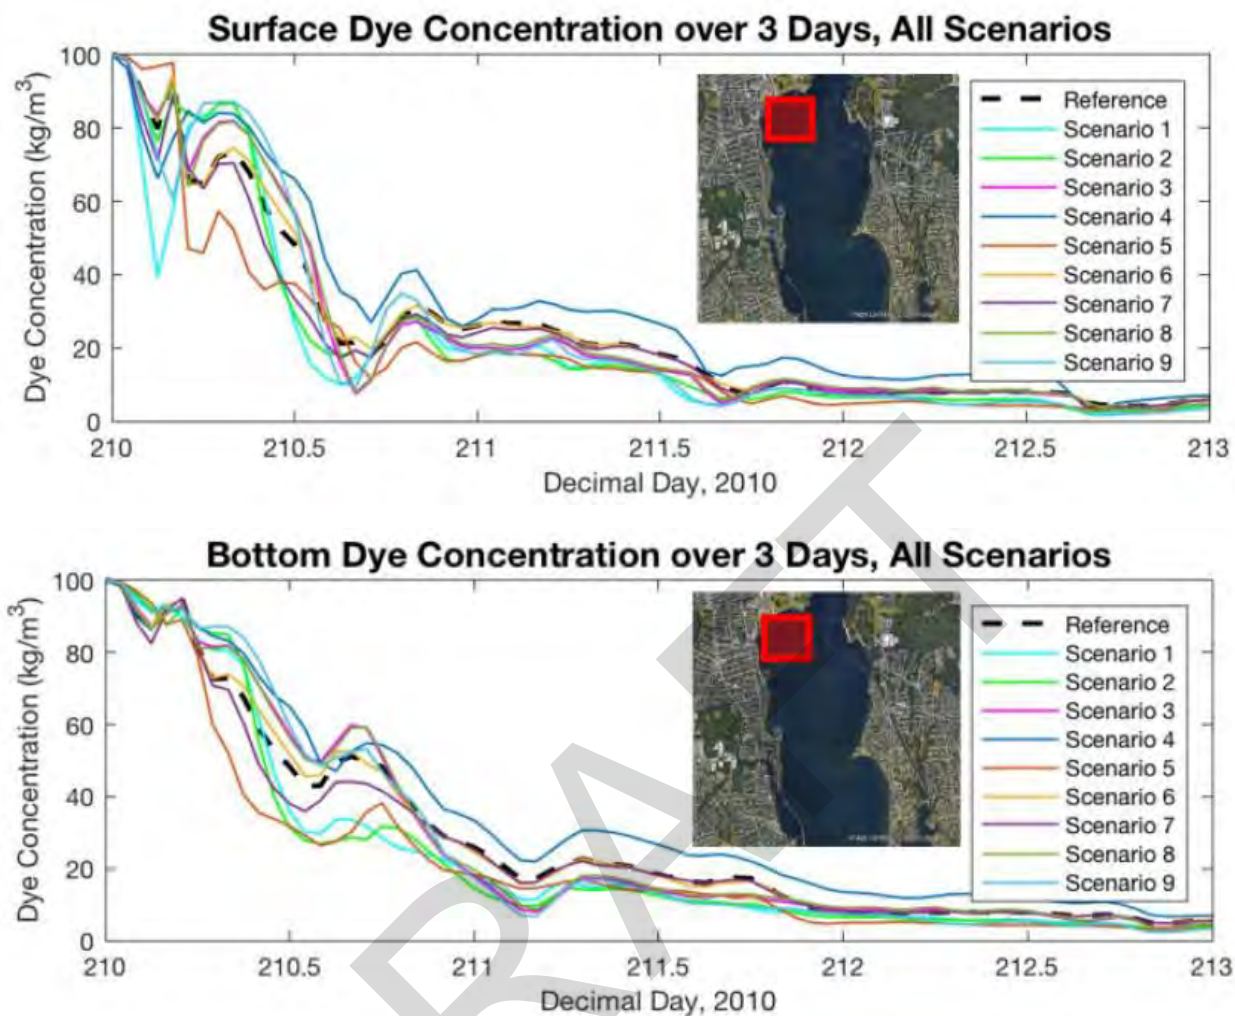 Surface Dye Concentration over 3 Days, All Scenarios
Dye Concentration (kg/m3)
100
80
60
40
20
0
210
210.5
211
211.5
212
212.5
213
Decimal Day, 2010
Reference
Scenario 1
Scenario 2
Scenario 3
Scenario 4
Scenario 5
Scenario 6
Scenario 7
Scenario 8
Scenario 9
Bottom Dye Concentration over 3 Days, All Scenarios
Dye Concentration (kg/m3)
100
80
60
40
20
0
210
210.5
211
211.5
212
212.5
213
Decimal Day, 2010
Reference
Scenario 1
Scenario 2
Scenario 3
Scenario 4
Scenario 5
Scenario 6
Scenario 7
Scenario 8
Scenario 9
RAFT